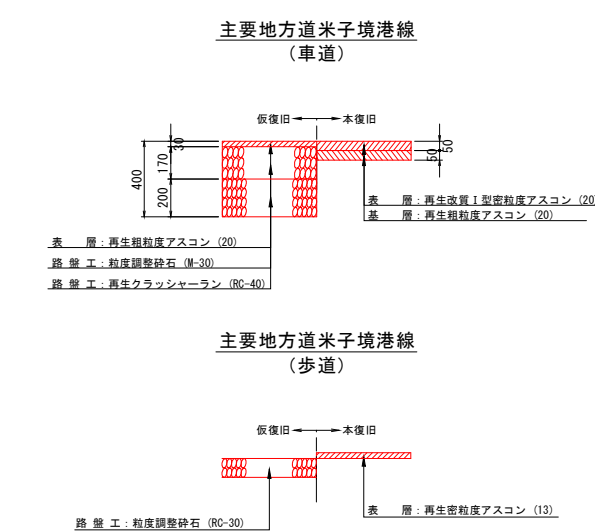 主要地方道米子境港線
（車道）
仮復旧 本復旧
30
170
200
400
50
50
表　層：再生改質Ⅰ型密粒度アスコン（20
基　層：再生粗粒度アスコン（20）
表　層：再生粗粒度アスコン（20）
路 盤 工：粒度調整砕石（M-30）
路 盤 工：再生クラッシャーラン（RC-40）
主要地方道米子境港線
（歩道）
仮復旧 本復旧
表　層：再生密粒度アスコン（13）
路 盤 工：粒度調整砕石（RC-30）